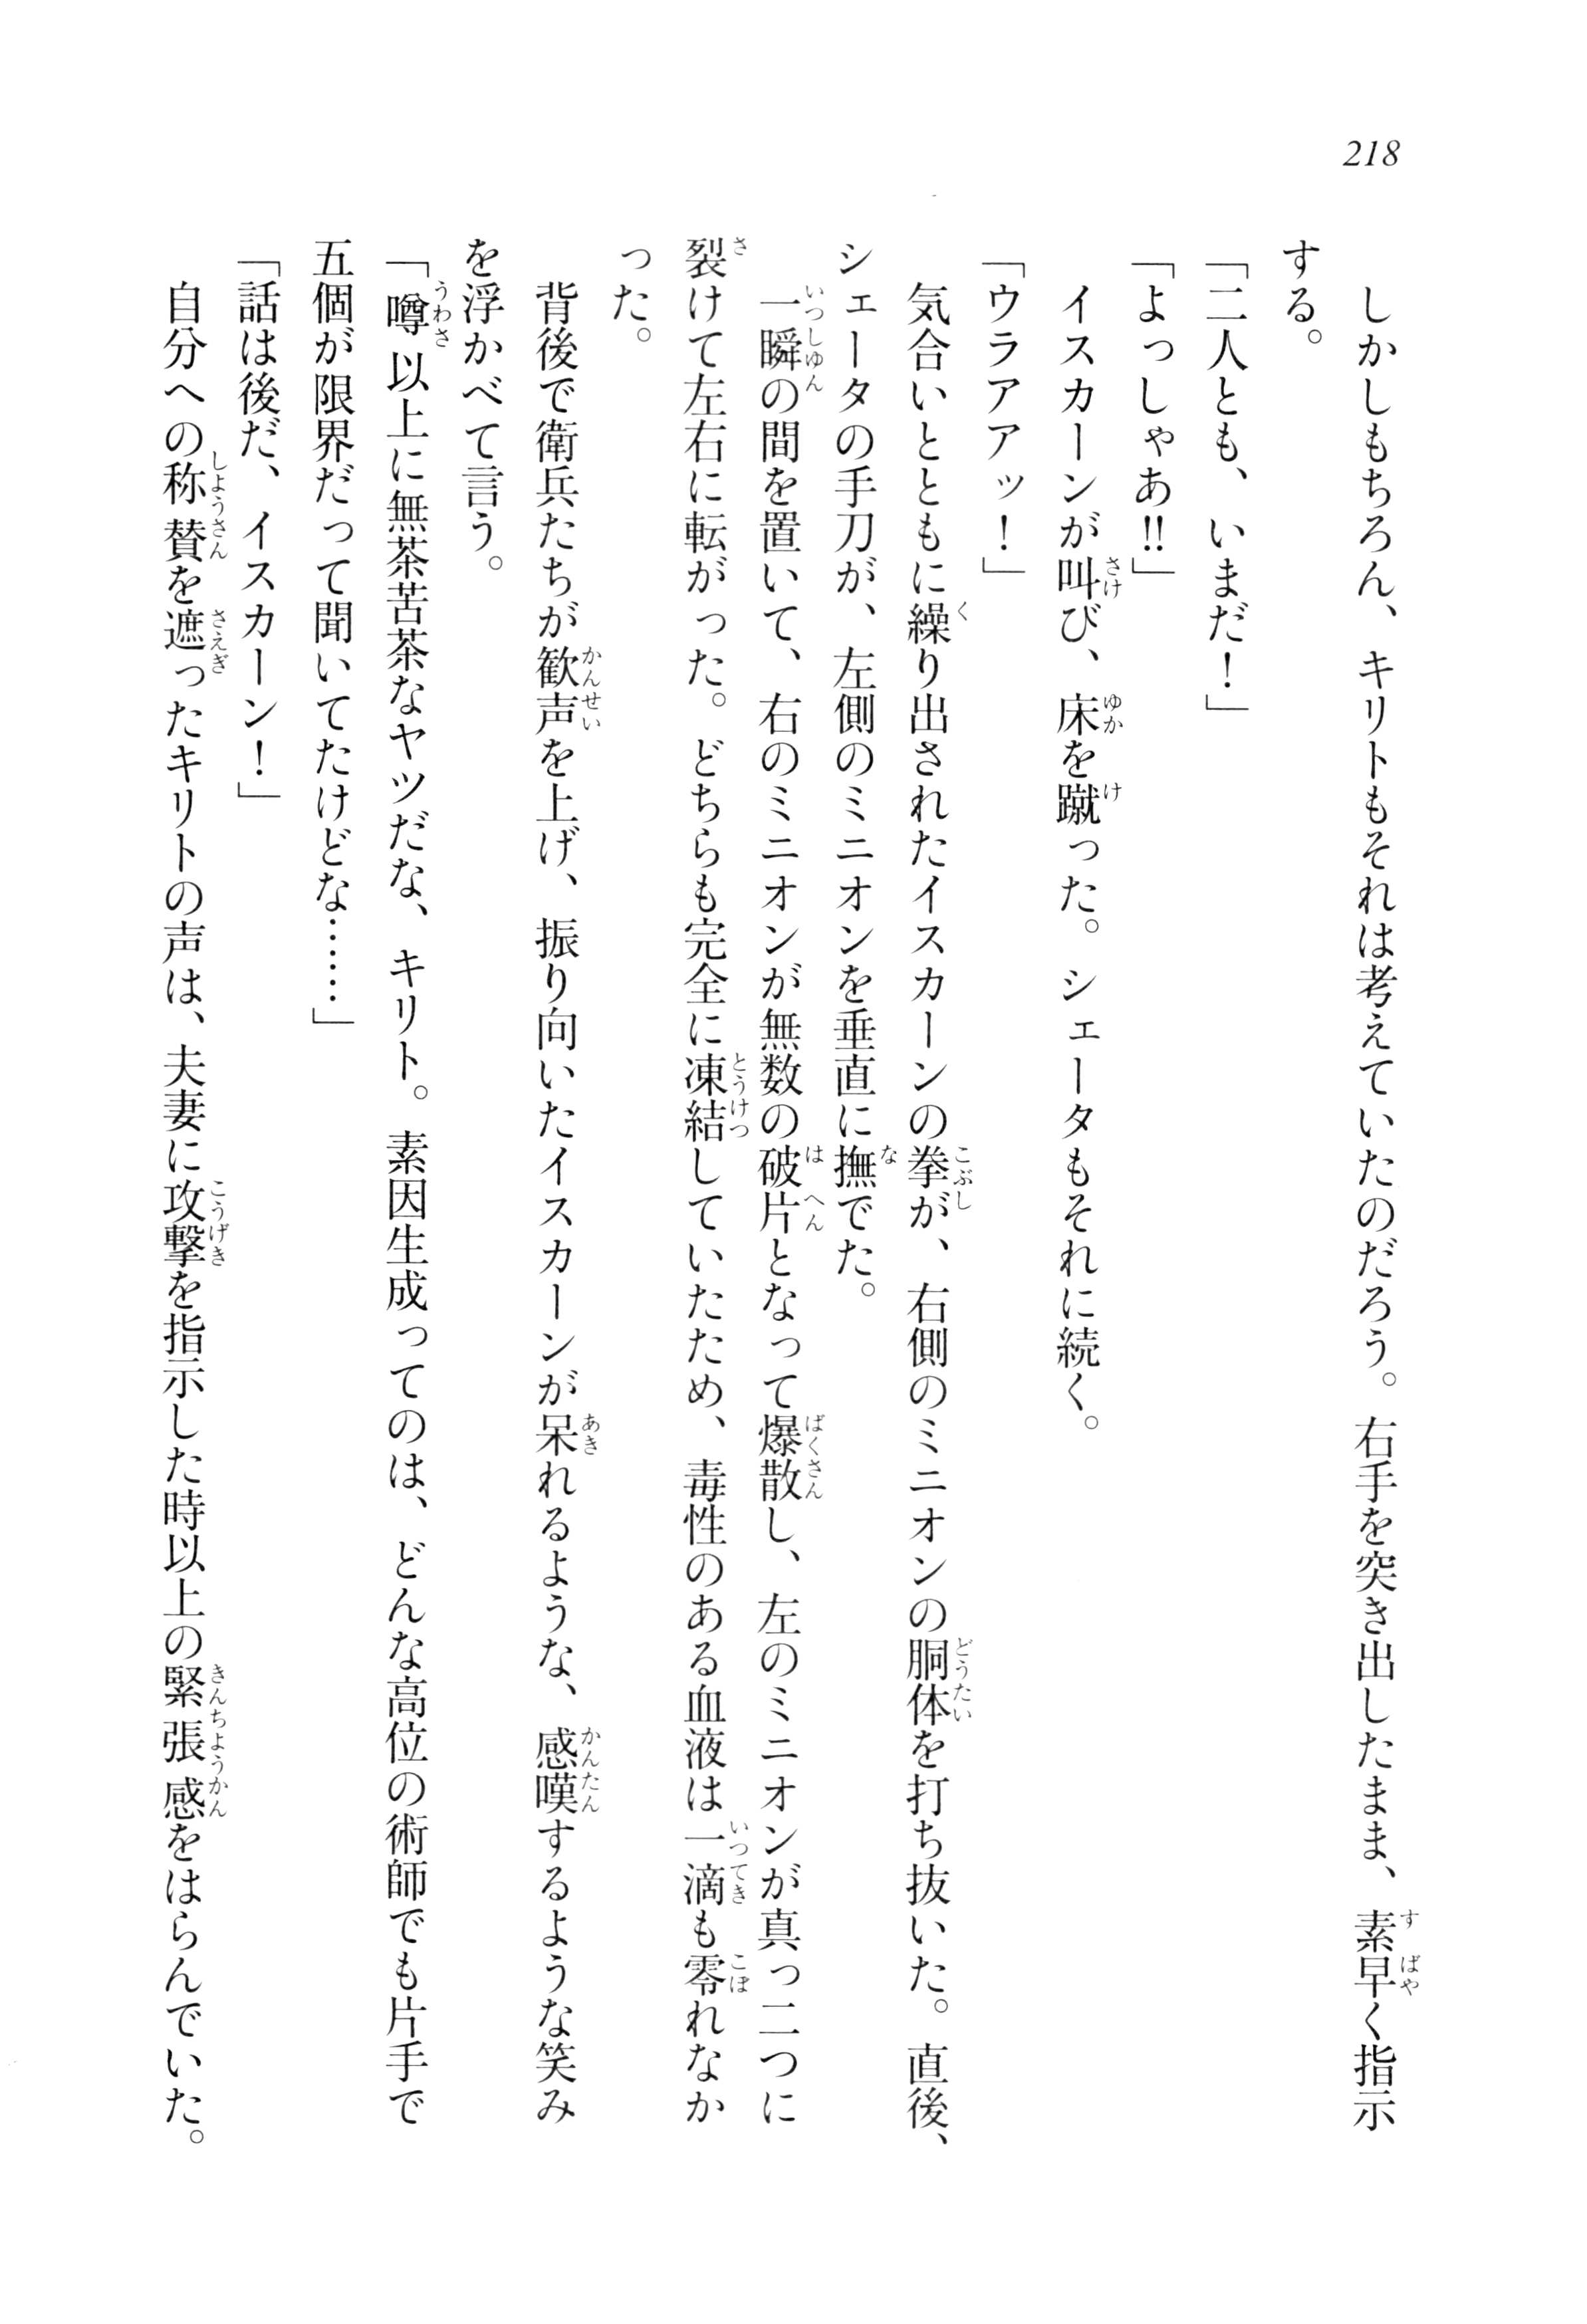 218
しかしもちろん、キリトもそれは考えていたのだろう。右手を突き出したまま、素早く指示
する。
「二人とも、いまだ！」
「よっしゃあ!!」
イスカーンが叫び、床を蹴った。シェータもそれに続く。
「ウラアアッ！」
気合いとともに繰り出されたイスカーンの拳が、右側のミニオンの胴体を打ち抜いた。直後、
シェータの手刀が、左側のミニオンを垂直に撫でた。
一瞬の間を置いて、右のミニオンが無数の破片となって爆散し、左のミニオンが真っ二つに
裂けて左右に転がった。どちらも完全に凍結していたため、毒性のある血液は一滴も零れなか
った。
背後で衛兵たちが歓声を上げ、振り向いたイスカーンが呆れるような、感嘆するような笑み
を浮かべて言う。
「噂以上に無茶苦茶なヤツだな、キリト。素因生成ってのは、どんな高位の術師でも片手で
五個が限界だって聞いてたけどな……」
「話は後だ、イスカーン！」
自分への称賛を遮ったキリトの声は、夫妻に攻撃を指示した時以上の緊張感をはらんでいた。